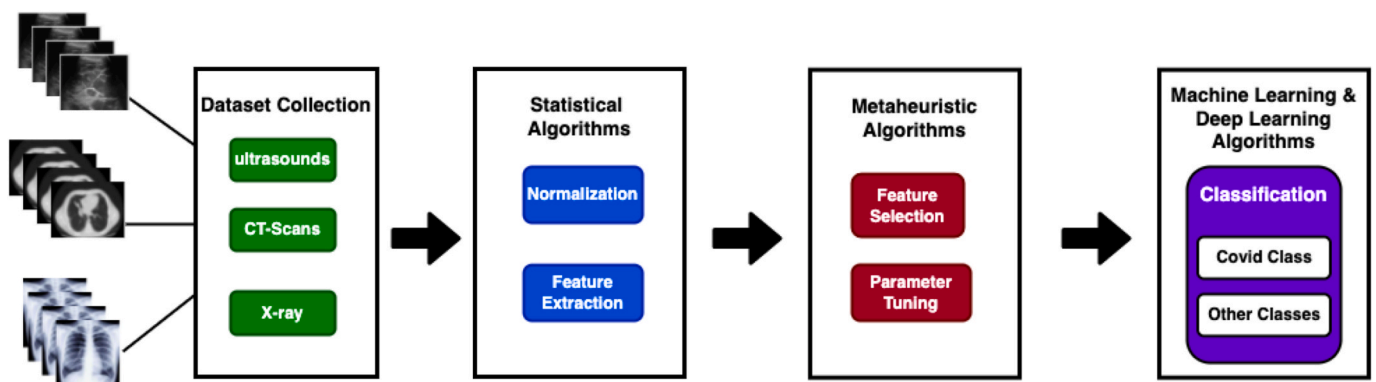 Dataset Collection
ultrasounds
CT-Scans
X-ray
Statistical
Algorithms
Normalization
Feature
Extraction
Metaheuristic
Algorithms
Feature
Selection
Parameter
Tuning
Machine Learning &
Deep Learning
Algorithms
Classification
Covid Class
Other Classes